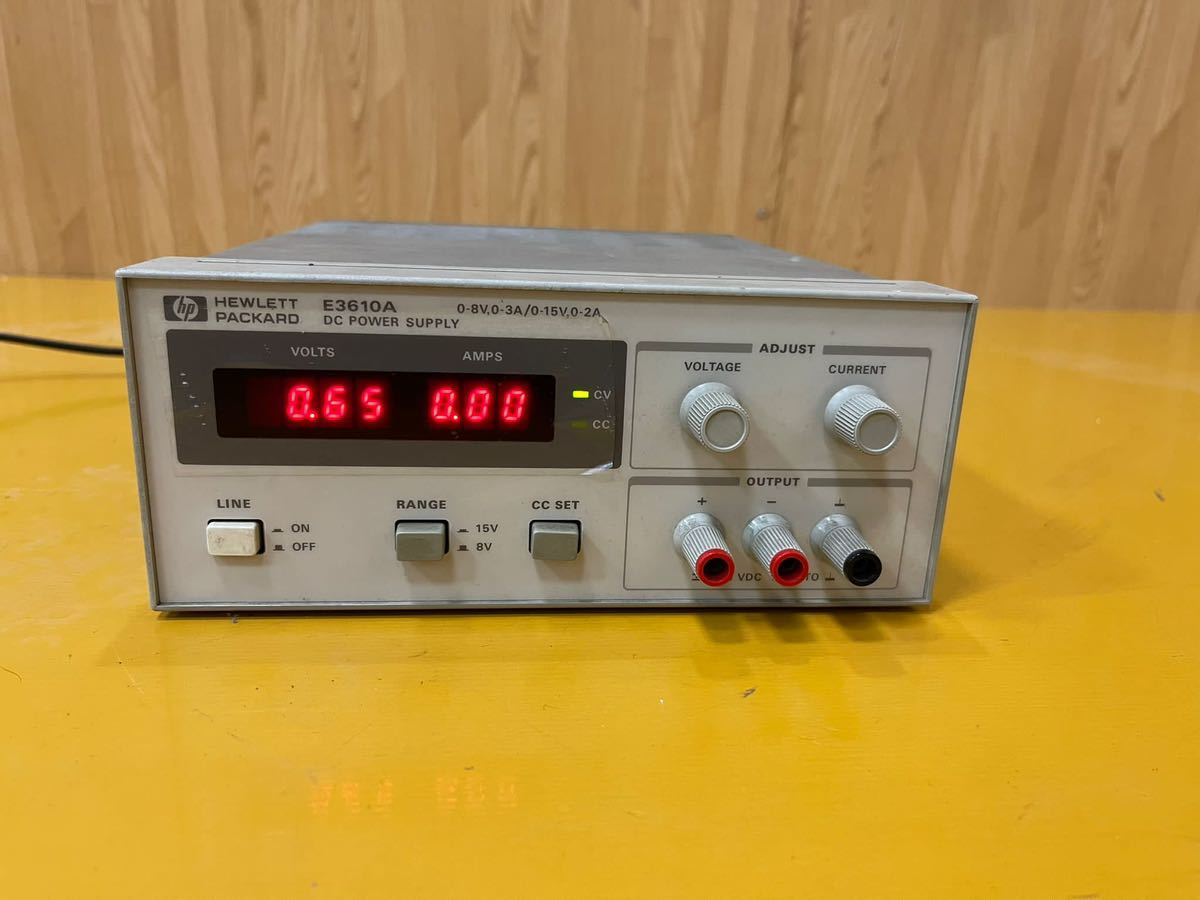 hp HEWLETT PACKARD
E3610A 0-8V,0-3A/0-15V,0-2A
DC POWER SUPPLY
VOLTS AMPS
0.65 0.00
CV
CC
ADJUST
VOLTAGE CURRENT
LINE
ON
OFF
RANGE
15V
8V
CC SET
OUTPUT
+ − ⏚
VDC TO